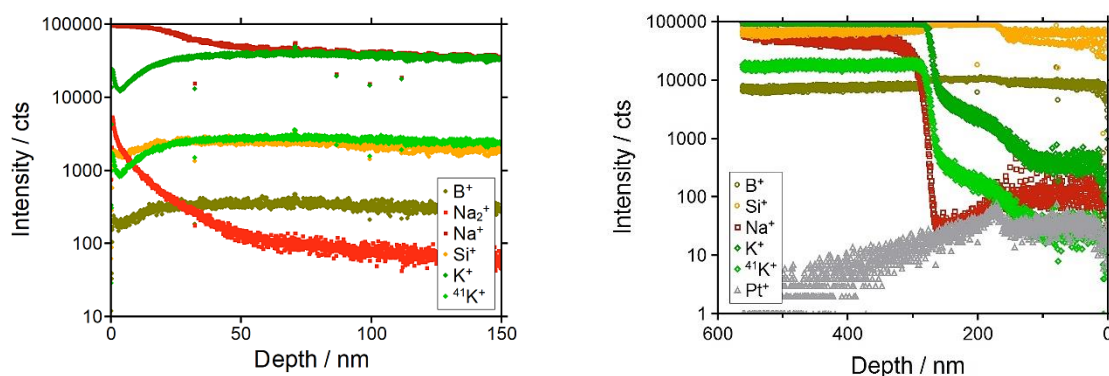 100000
10000
1000
100
10
Intensity / cts
0
50
100
150
Depth / nm
B⁺
Na₂⁺
Na⁺
Si⁺
K⁺
⁴¹K⁺
100000
10000
1000
100
10
1
Intensity / cts
600
400
200
0
Depth / nm
B⁺
Si⁺
Na⁺
K⁺
⁴¹K⁺
Pt⁺